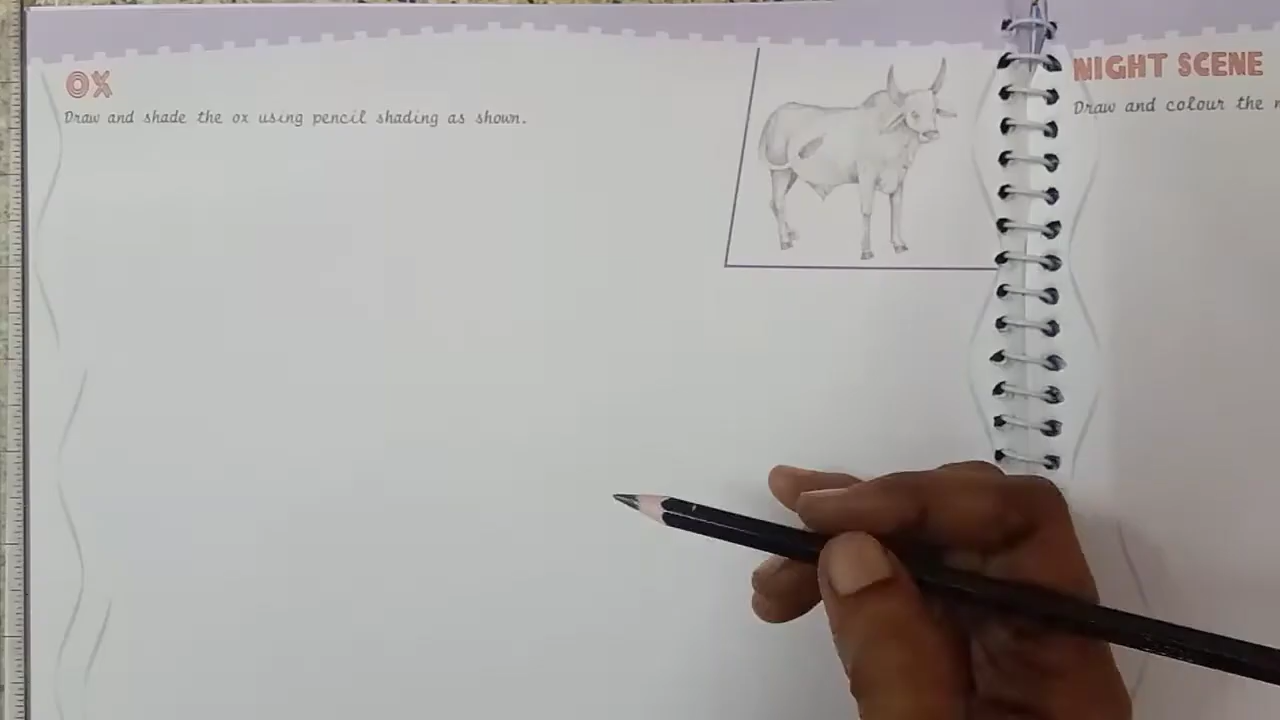 OX
Draw and shade the ox using pencil shading as shown.
NIGHT SCENE
Draw and colour the